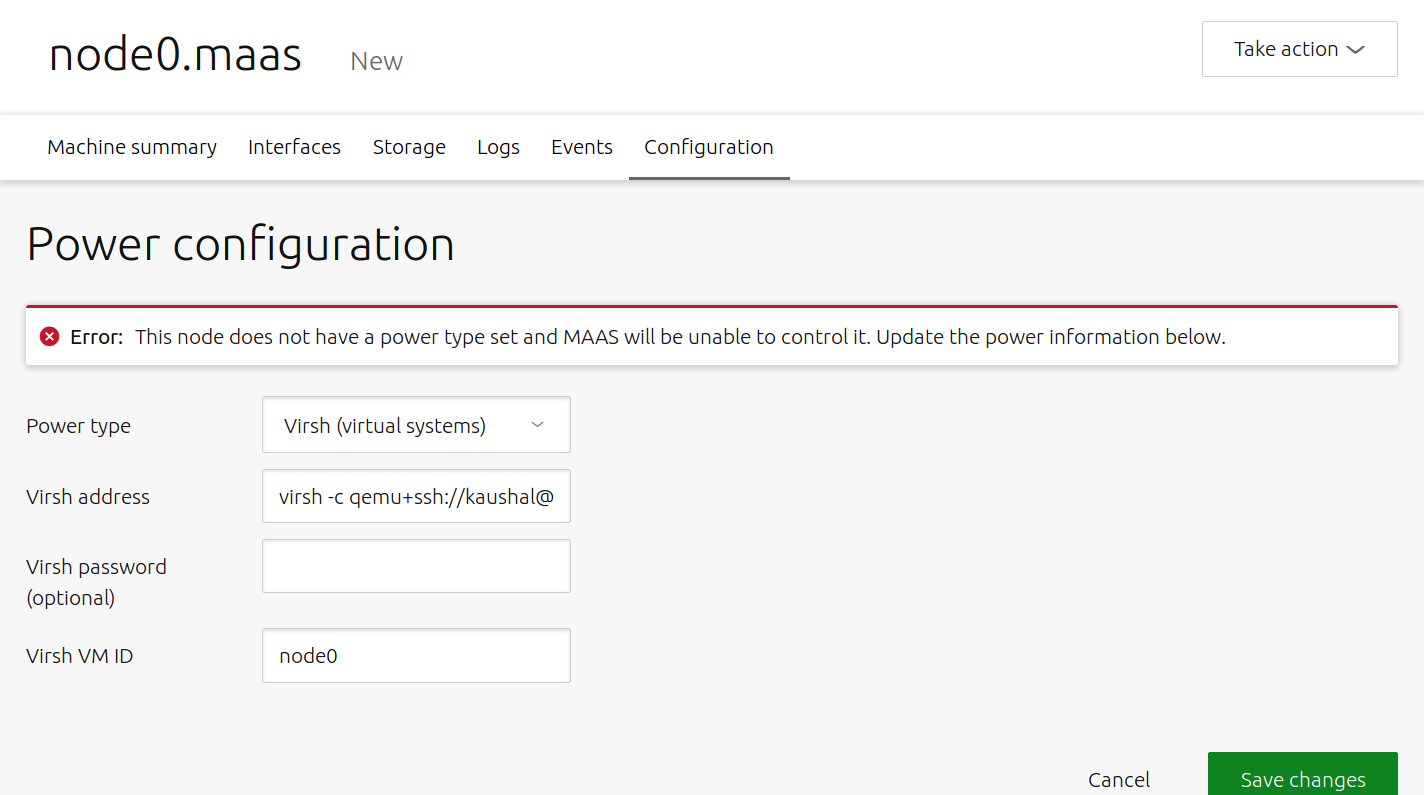 node0.maas New Take action
Machine summary Interfaces Storage Logs Events Configuration
Power configuration
Error: This node does not have a power type set and MAAS will be unable to control it. Update the power information below.
Power type Virsh (virtual systems)
Virsh address virsh -c qemu+ssh://kaushal@
Virsh password
(optional)
Virsh VM ID node0
Cancel Save changes